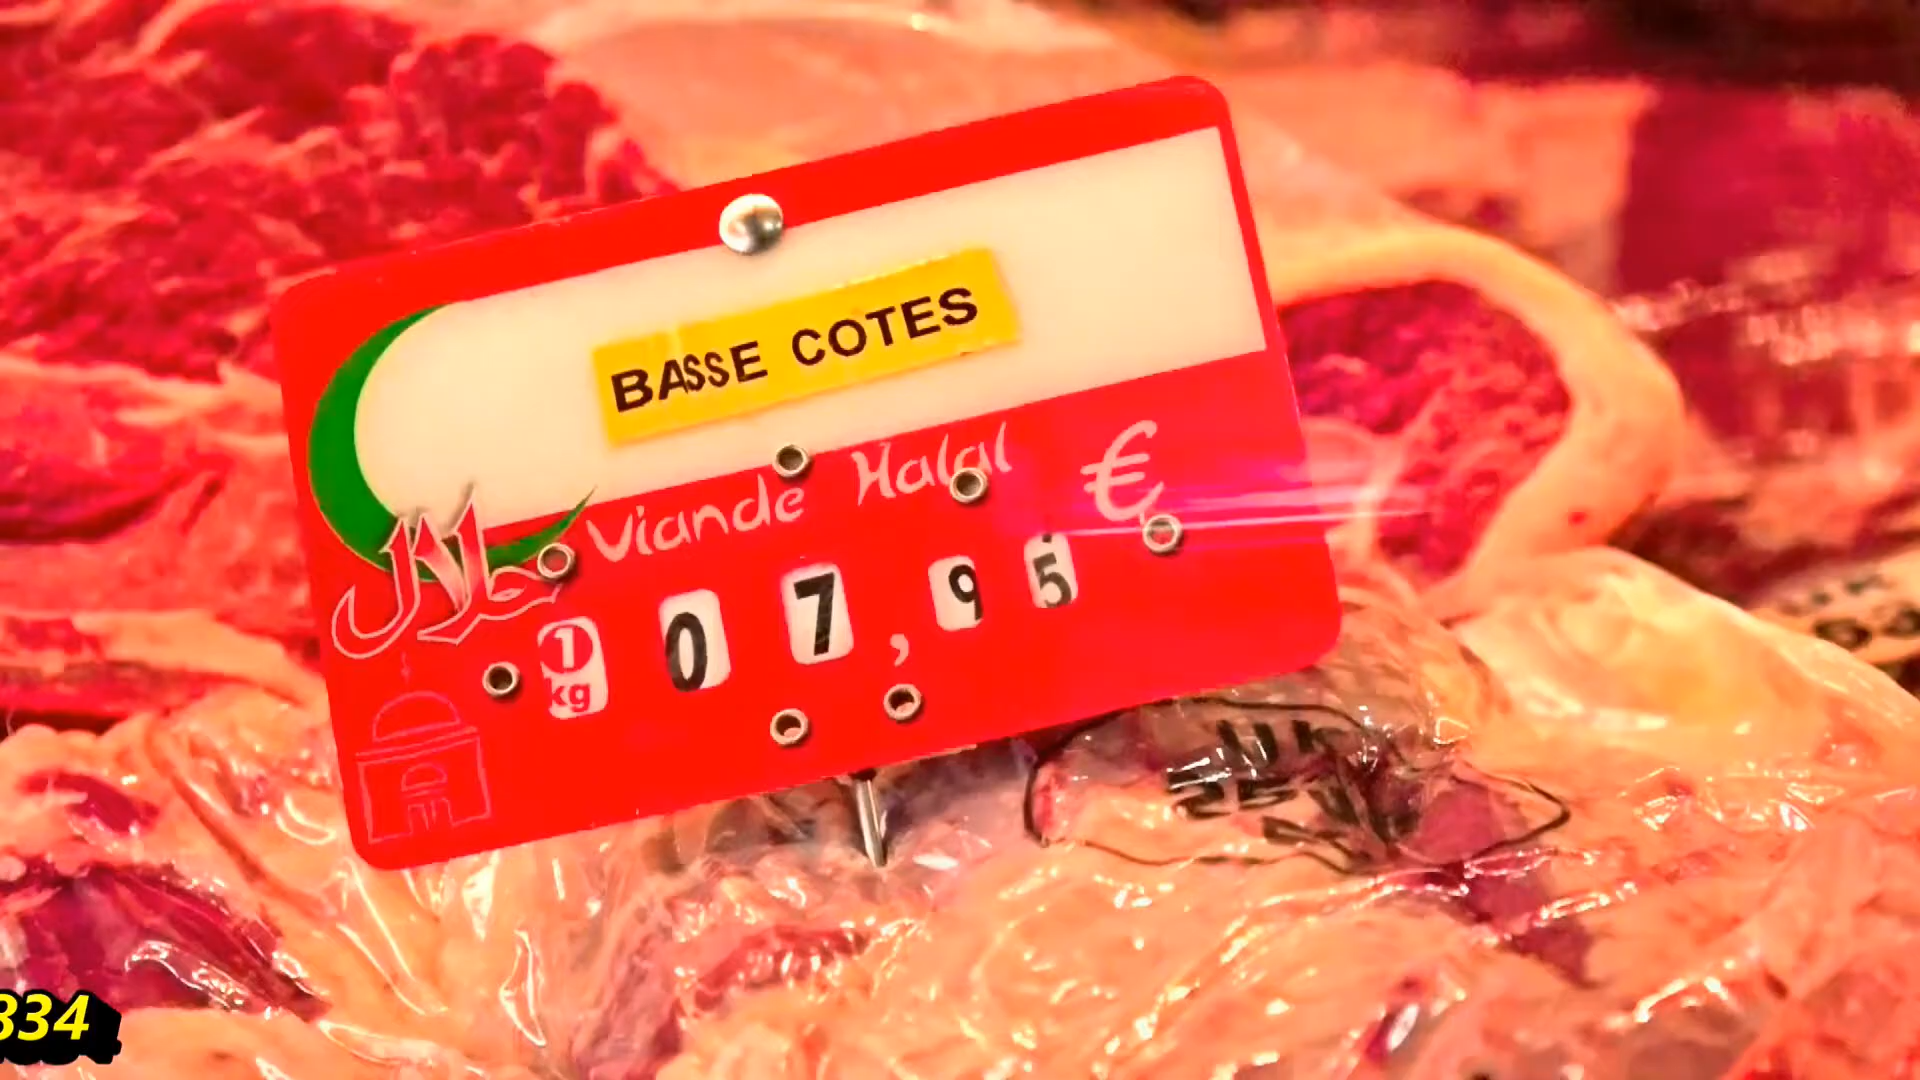 BASSE COTES
Viande Halal €
حلال
1 kg 07,95
334